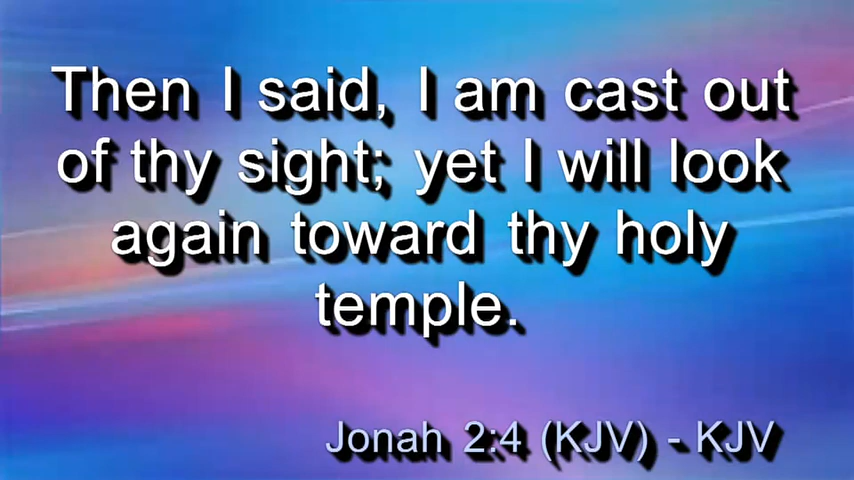 Then I said, I am cast out
of thy sight; yet I will look
again toward thy holy
temple.
Jonah 2:4 (KJV) - KJV